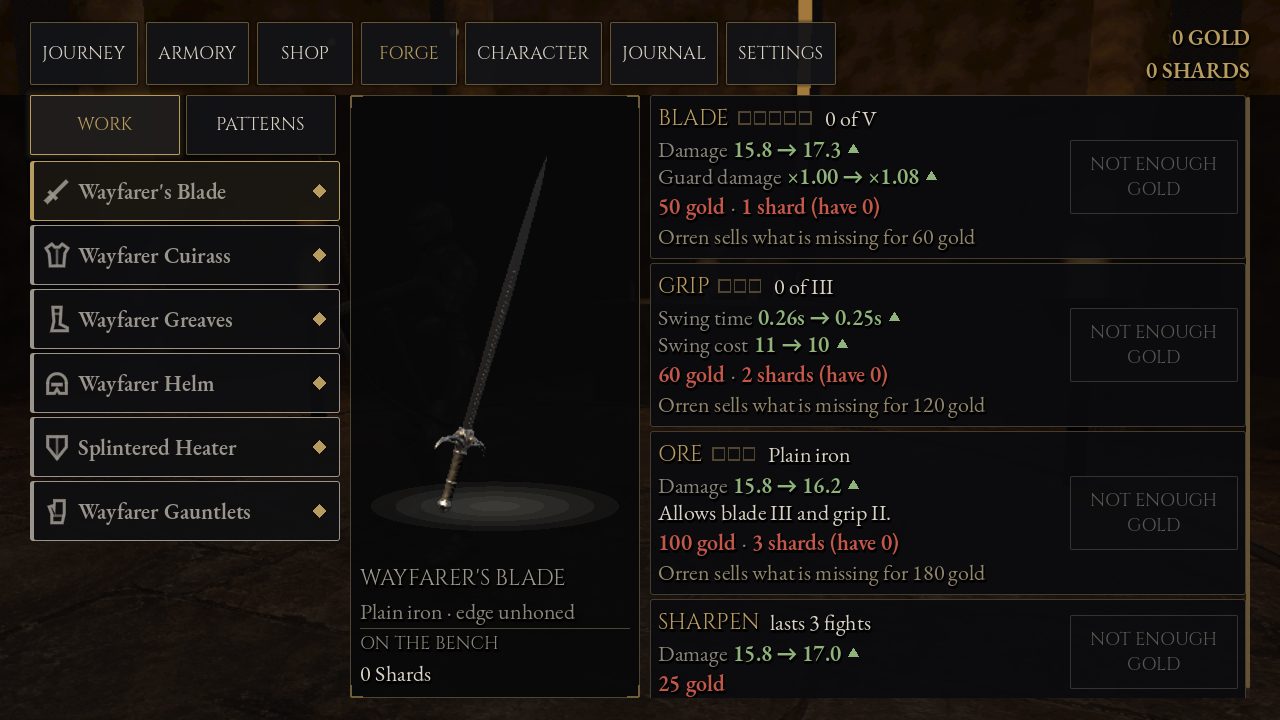 JOURNEY
ARMORY
SHOP
FORGE
CHARACTER
JOURNAL
SETTINGS
0 GOLD
0 SHARDS
WORK
PATTERNS
Wayfarer's Blade
Wayfarer Cuirass
Wayfarer Greaves
Wayfarer Helm
Splintered Heater
Wayfarer Gauntlets
WAYFARER'S BLADE
Plain iron · edge unhoned
ON THE BENCH
0 Shards
BLADE 0 of V
Damage 15.8 → 17.3
Guard damage ×1.00 → ×1.08
50 gold · 1 shard (have 0)
Orren sells what is missing for 60 gold
NOT ENOUGH
GOLD
GRIP 0 of III
Swing time 0.26s → 0.25s
Swing cost 11 → 10
60 gold · 2 shards (have 0)
Orren sells what is missing for 120 gold
NOT ENOUGH
GOLD
ORE Plain iron
Damage 15.8 → 16.2
Allows blade III and grip II.
100 gold · 3 shards (have 0)
Orren sells what is missing for 180 gold
NOT ENOUGH
GOLD
SHARPEN lasts 3 fights
Damage 15.8 → 17.0
25 gold
NOT ENOUGH
GOLD